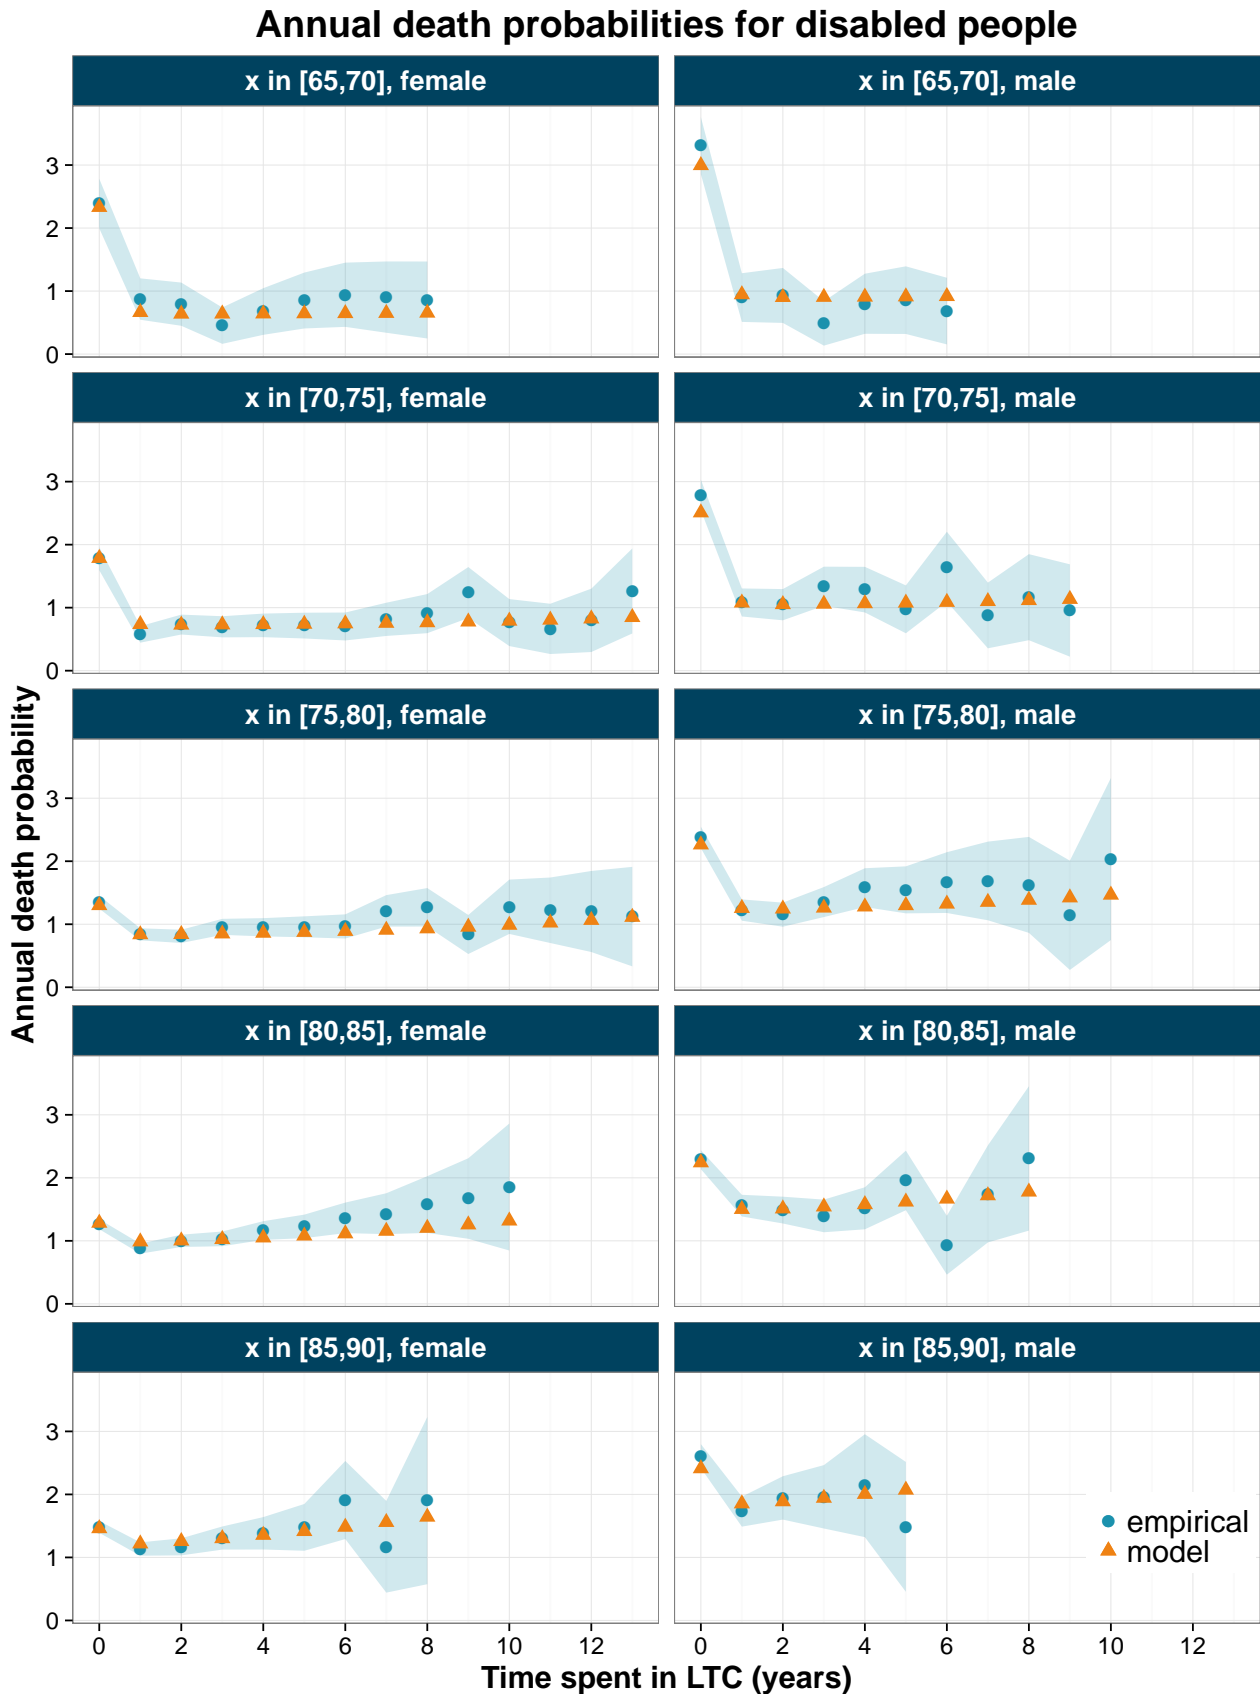 Annual death probabilities for disabled people
x in [65,70], female
x in [65,70], male
3
2
1
0
x in [70,75], female
x in [70,75], male
3
2
1
0
x in [75,80], female
x in [75,80], male
3
2
1
0
Annual death probability
x in [80,85], female
x in [80,85], male
3
2
1
0
x in [85,90], female
x in [85,90], male
3
2
1
0
empirical
model
0 2 4 6 8 10 12
0 2 4 6 8 10 12
Time spent in LTC (years)